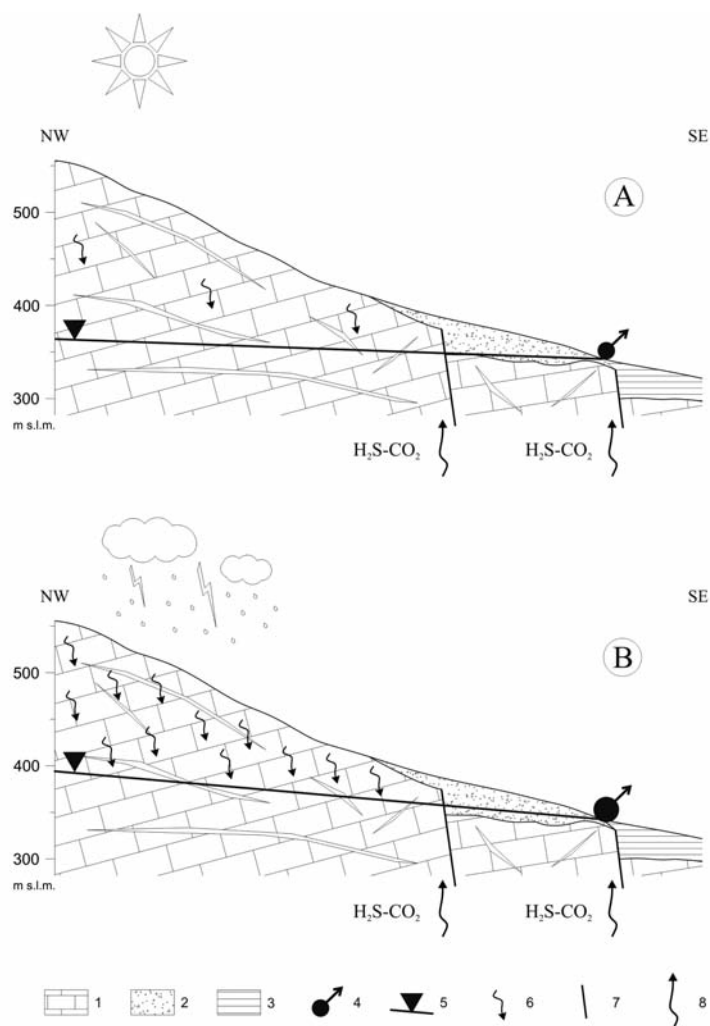 NW SE
A
500
400
300
m s.l.m.
H₂S-CO₂ H₂S-CO₂
NW SE
B
500
400
300
m s.l.m.
H₂S-CO₂ H₂S-CO₂
1 2 3 4 5 6 7 8